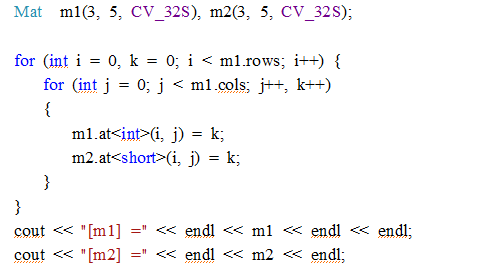 Mat  m1(3, 5, CV_32S), m2(3, 5, CV_32S);
for (int i = 0, k = 0; i < m1.rows; i++) {
for (int j = 0; j < m1.cols; j++, k++)
{
m1.at<int>(i, j) = k;
m2.at<short>(i, j) = k;
}
}
cout << "[m1] =" << endl << m1 << endl << endl;
cout << "[m2] =" << endl << m2 << endl;